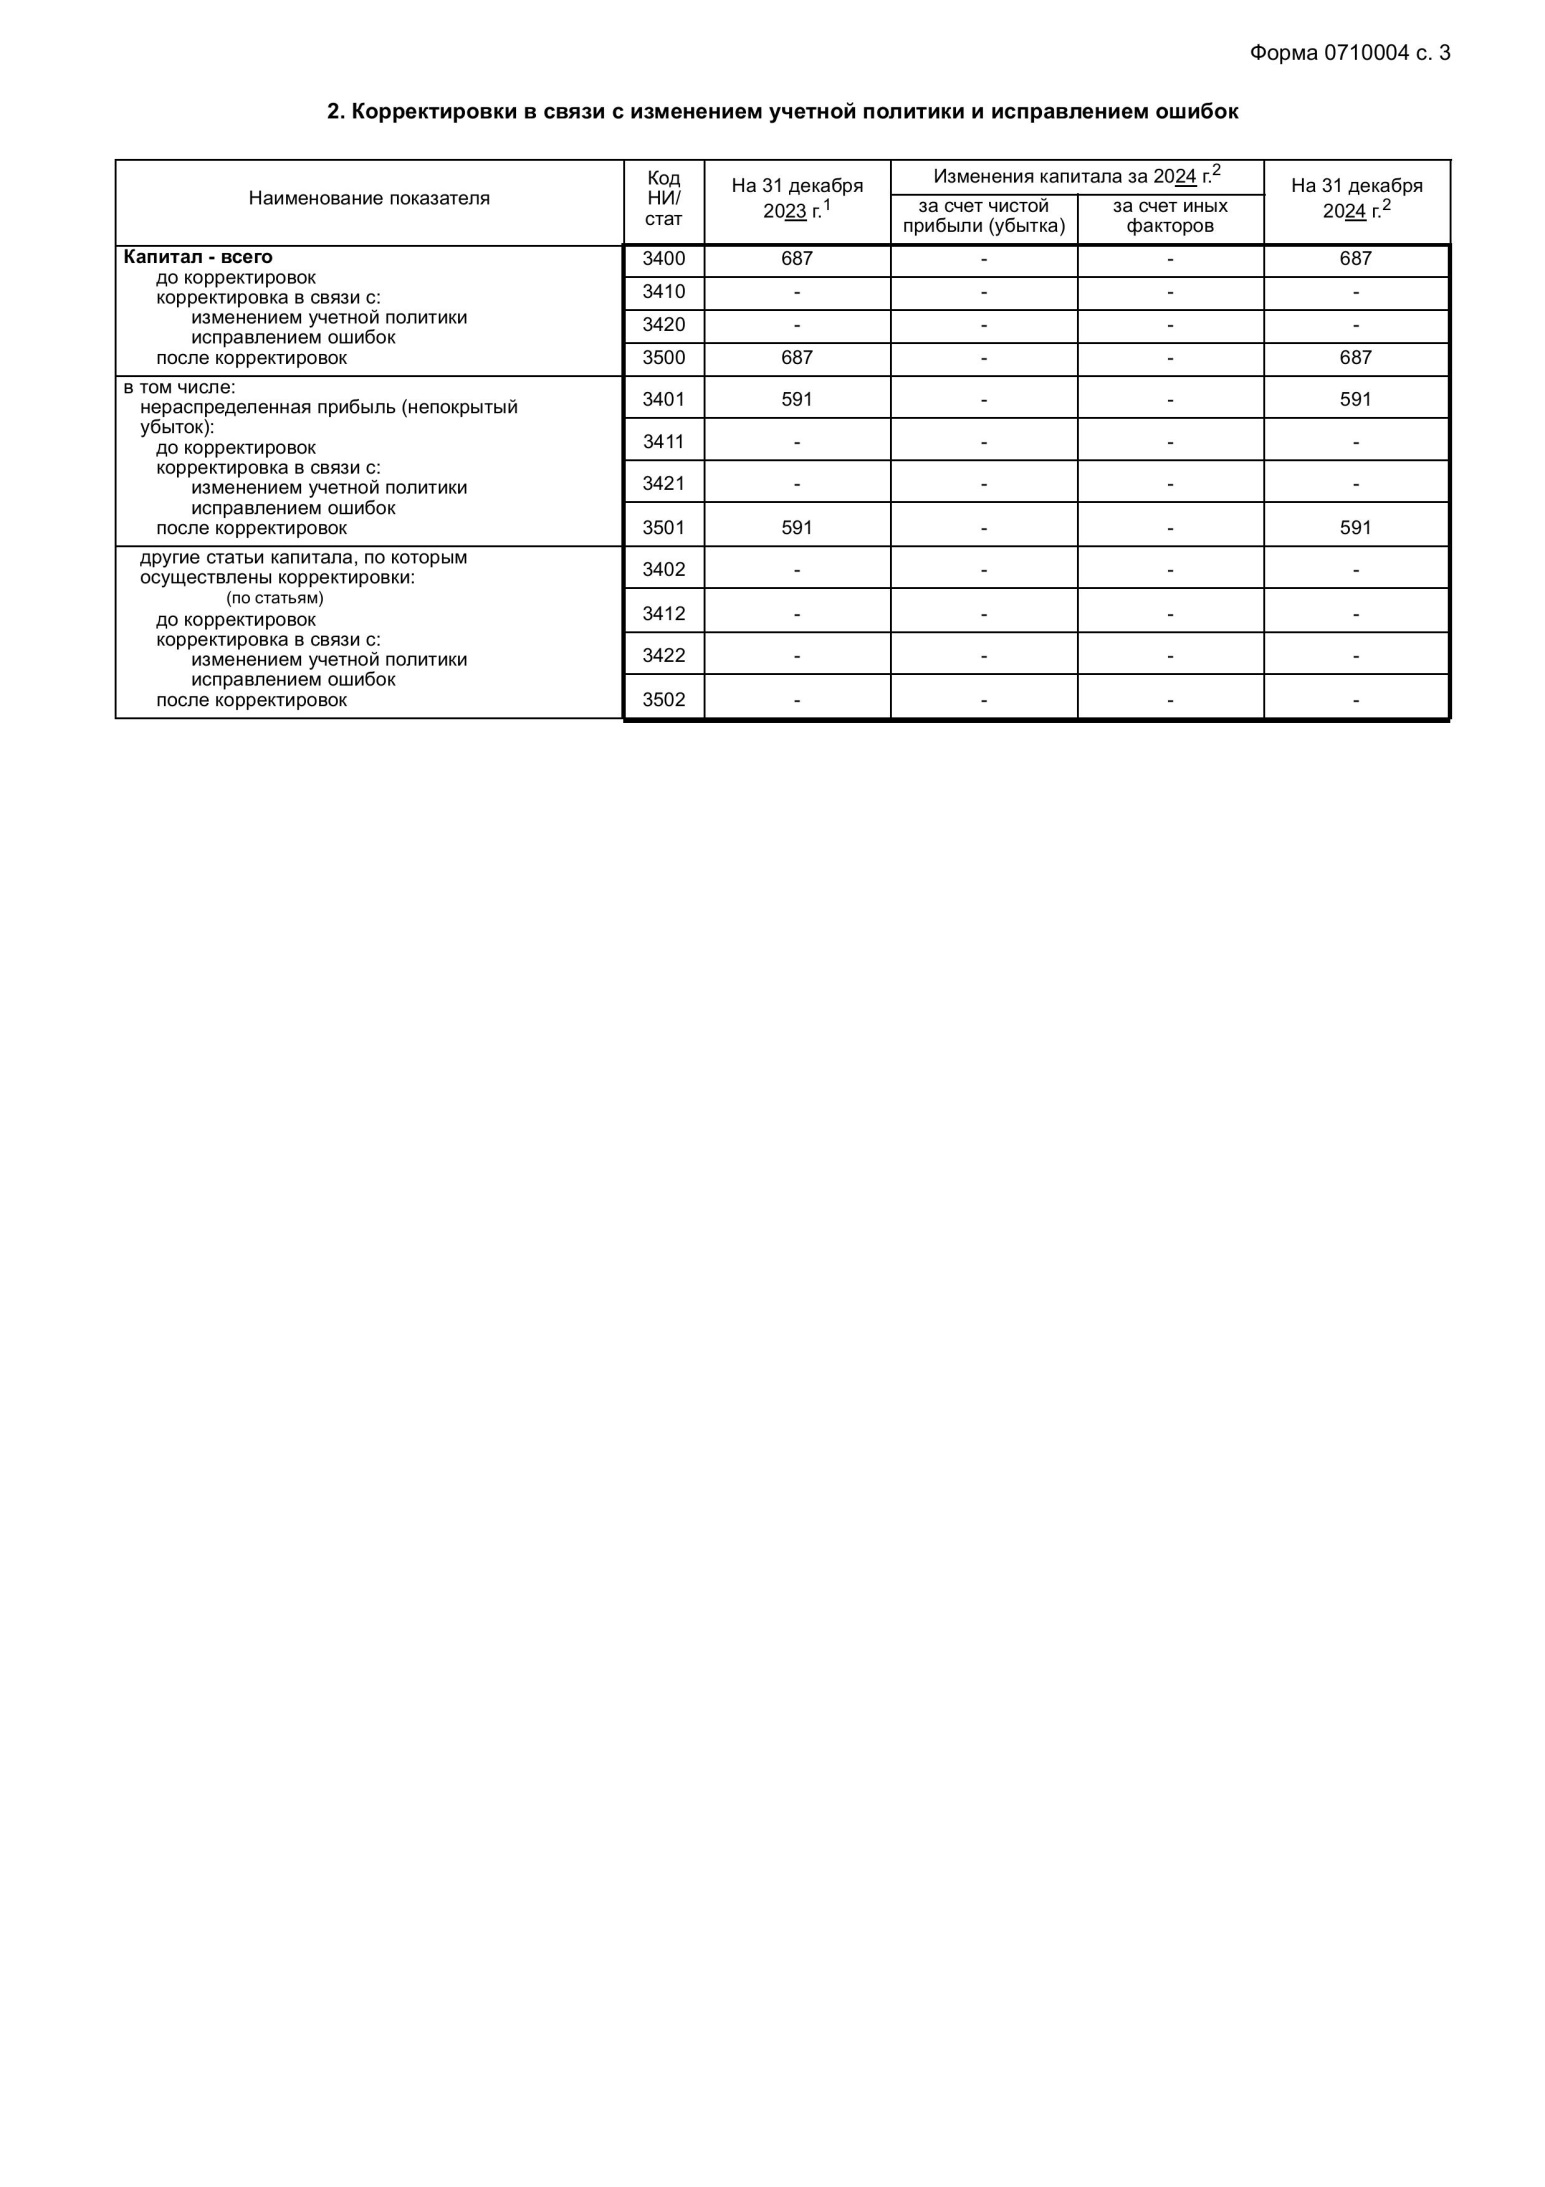 Форма 0710004 с. 3
2. Корректировки в связи с изменением учетной политики и исправлением ошибок
Наименование показателя
Код НИ/ стат
На 31 декабря 2023 г.1
Изменения капитала за 2024 г.2
за счет чистой прибыли (убытка)
за счет иных факторов
На 31 декабря 2024 г.2
Капитал - всего
до корректировок
3400 687 - - 687
корректировка в связи с:
изменением учетной политики
3410 - - - -
исправлением ошибок
3420 - - - -
после корректировок
3500 687 - - 687
в том числе:
нераспределенная прибыль (непокрытый
убыток):
до корректировок
3401 591 - - 591
корректировка в связи с:
изменением учетной политики
3411 - - - -
исправлением ошибок
3421 - - - -
после корректировок
3501 591 - - 591
другие статьи капитала, по которым
осуществлены корректировки:
(по статьям)
до корректировок
3402 - - - -
корректировка в связи с:
изменением учетной политики
3412 - - - -
исправлением ошибок
3422 - - - -
после корректировок
3502 - - - -